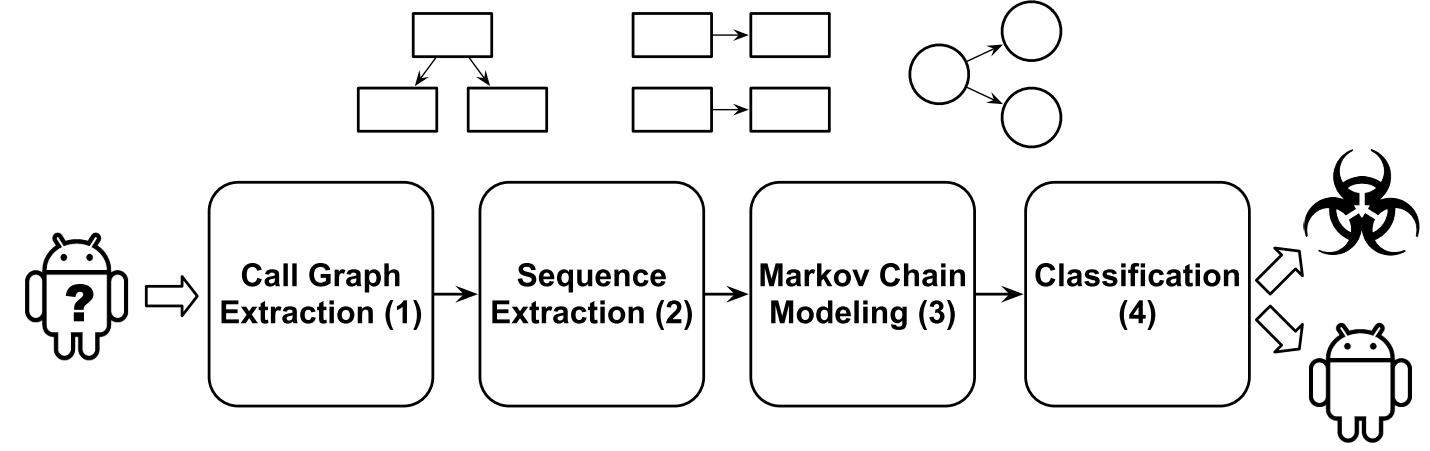 ?
Call Graph
Extraction (1)
Sequence
Extraction (2)
Markov Chain
Modeling (3)
Classification
(4)